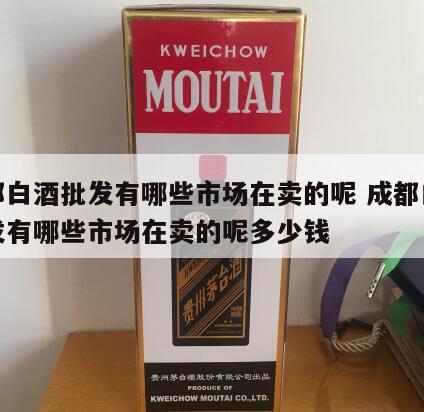 KWEICHOW
MOUTAI
白酒批发有哪些市场在卖的呢 成都
有哪些市场在卖的呢多少钱
贵州茅台酒
贵州茅台酒股份有限公司出品
PRODUCE OF
KWEICHOW MOUTAI CO.,LTD.